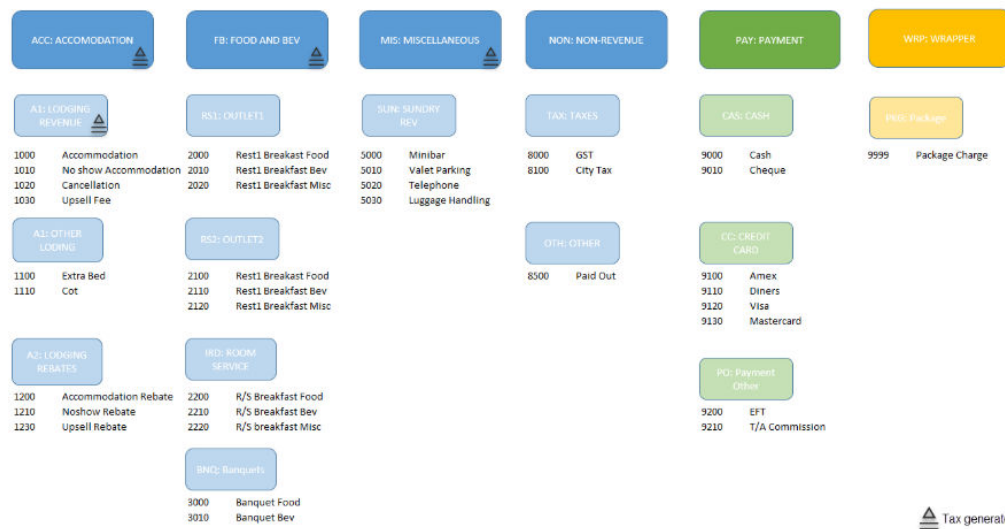 ACC: ACCOMODATION
FB: FOOD AND BEV
MIS: MISCELLANEOUS
NON: NON-REVENUE
PAY: PAYMENT
WRP: WRAPPER
A1: LODGING
REVENUE
1000 Accommodation
1010 No show Accommodation
1020 Cancellation
1030 Upsell Fee
A1: OTHER
LODING
1100 Extra Bed
1110 Cot
A2: LODGING
REBATES
1200 Accommodation Rebate
1210 Noshow Rebate
1230 Upsell Rebate
RS1: OUTLET1
2000 Rest1 Breakast Food
2010 Rest1 Breakfast Bev
2020 Rest1 Breakfast Misc
RS2: OUTLET2
2100 Rest1 Breakast Food
2110 Rest1 Breakfast Bev
2120 Rest1 Breakfast Misc
IRD: ROOM
SERVICE
2200 R/S Breakfast Food
2210 R/S Breakfast Bev
2220 R/S breakfast Misc
BNQ: Banquets
3000 Banquet Food
3010 Banquet Bev
SUN: SUNDRY
REV
5000 Minibar
5010 Valet Parking
5020 Telephone
5030 Luggage Handling
TAX: TAXES
8000 GST
8100 City Tax
OTH: OTHER
8500 Paid Out
CAS: CASH
9000 Cash
9010 Cheque
CC: CREDIT
CARD
9100 Amex
9110 Diners
9120 Visa
9130 Mastercard
PO: Payment
Other
9200 EFT
9210 T/A Commission
Package
9999 Package Charge
Tax generat